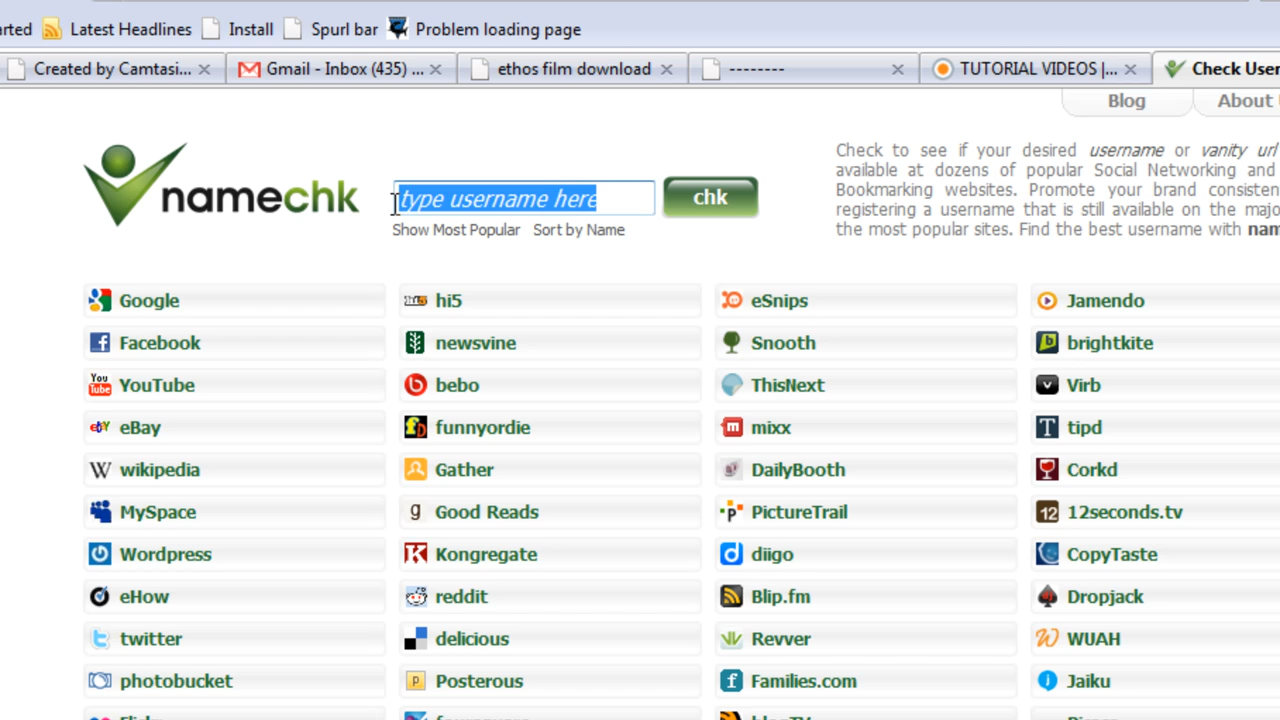 arted Latest Headlines Install Spurl bar Problem loading page
Created by Camtasi... Gmail - Inbox (435) ... ethos film download -------- TUTORIAL VIDEOS |... Check User
Blog About
namechk
type username here
chk
Show Most Popular Sort by Name
Check to see if your desired username or vanity url
available at dozens of popular Social Networking and
Bookmarking websites. Promote your brand consisten
registering a username that is still available on the majo
the most popular sites. Find the best username with nam
Google hi5 eSnips Jamendo
Facebook newsvine Snooth brightkite
YouTube bebo ThisNext Virb
eBay funnyordie mixx tipd
wikipedia Gather DailyBooth Corkd
MySpace Good Reads PictureTrail 12seconds.tv
Wordpress Kongregate diigo CopyTaste
eHow reddit Blip.fm Dropjack
twitter delicious Revver WUAH
photobucket Posterous Families.com Jaiku